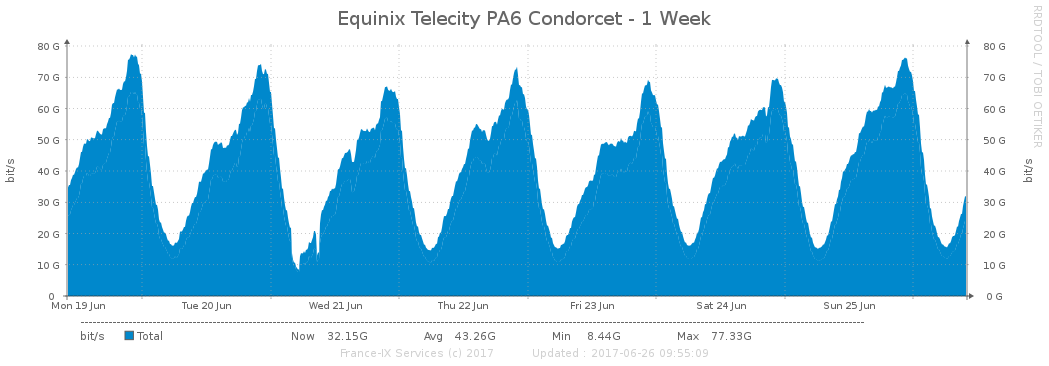 Equinix Telecity PA6 Condorcet - 1 Week
RRDTOOL / TOBI OETIKER
80 G 80 G
70 G 70 G
60 G 60 G
50 G 50 G
40 G 40 G
30 G 30 G
20 G 20 G
10 G 10 G
0 0 G
bit/s
bit/s
Mon 19 Jun Tue 20 Jun Wed 21 Jun Thu 22 Jun Fri 23 Jun Sat 24 Jun Sun 25 Jun
bit/s Total Now 32.15G Avg 43.26G Min 8.44G Max 77.33G
France-IX Services (c) 2017 Updated : 2017-06-26 09:55:09